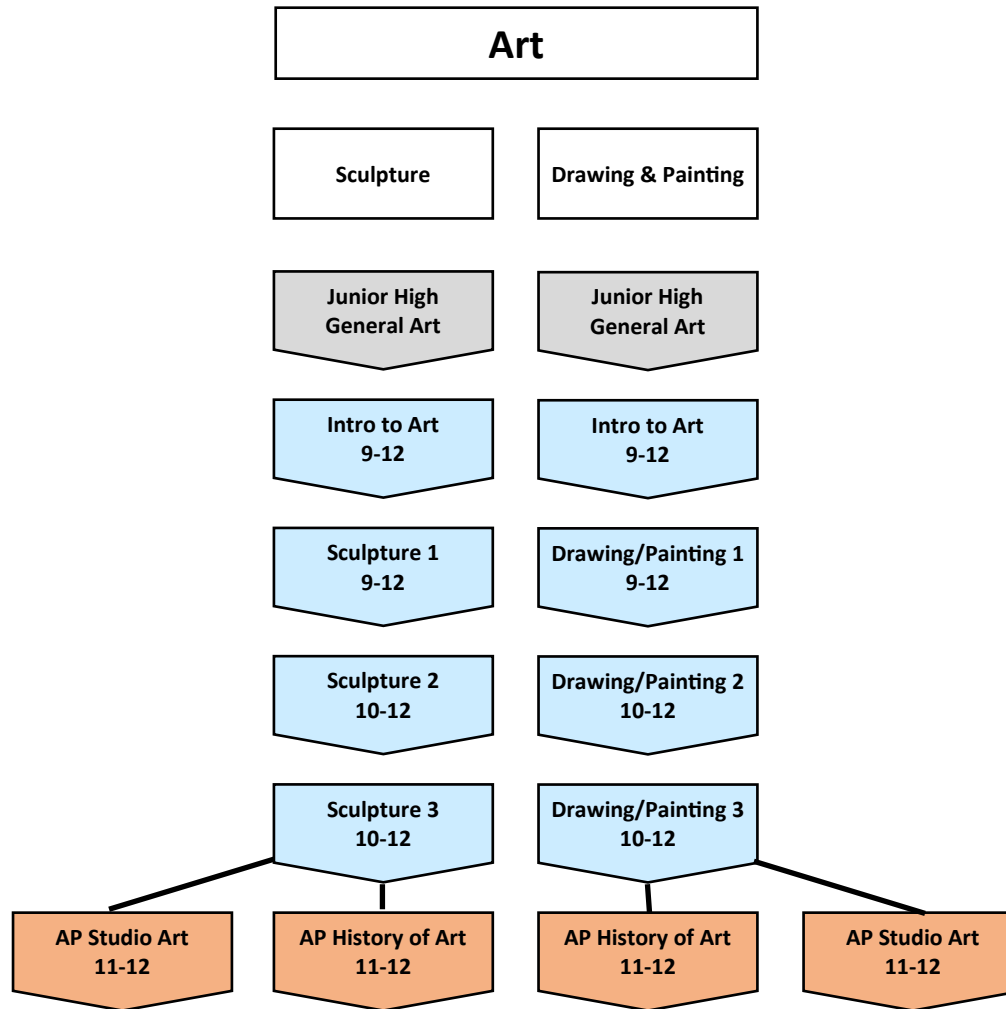 Art
Sculpture
Drawing & Painting
Junior High
General Art
Junior High
General Art
Intro to Art
9-12
Intro to Art
9-12
Sculpture 1
9-12
Drawing/Painting 1
9-12
Sculpture 2
10-12
Drawing/Painting 2
10-12
Sculpture 3
10-12
Drawing/Painting 3
10-12
AP Studio Art
11-12
AP History of Art
11-12
AP History of Art
11-12
AP Studio Art
11-12